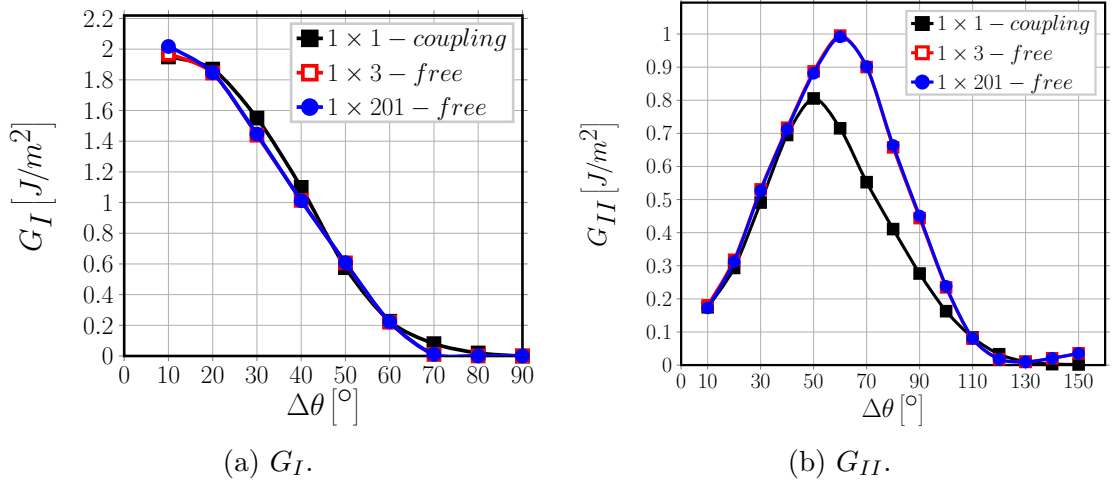 2.2
2
1.8
1.6
1.4
1.2
1
0.8
0.6
0.4
0.2
0
G_I [J/m^2]
1 × 1 − coupling
1 × 3 − free
1 × 201 − free
0 10 20 30 40 50 60 70 80 90
Δθ [°]
(a) G_I.
1
0.9
0.8
0.7
0.6
0.5
0.4
0.3
0.2
0.1
0
G_{II} [J/m^2]
1 × 1 − coupling
1 × 3 − free
1 × 201 − free
0 10 30 50 70 90 110 130 150
Δθ [°]
(b) G_{II}.